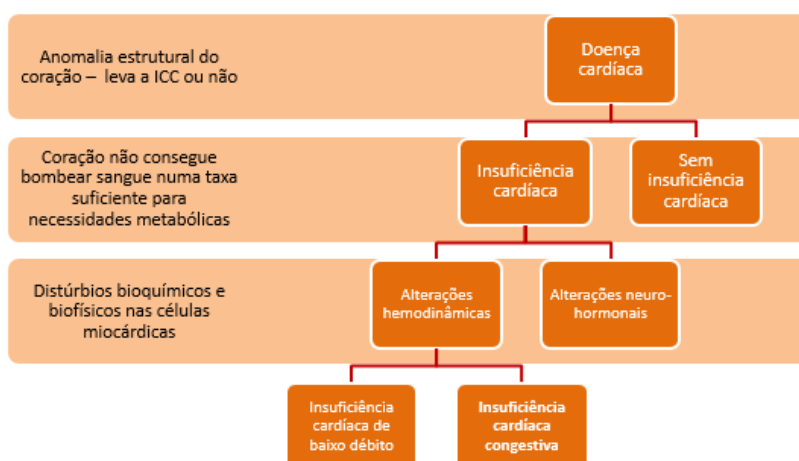 Anomalia estrutural do
coração – leva a ICC ou não
Doença
cardíaca
Coração não consegue
bombear sangue numa taxa
suficiente para
necessidades metabólicas
Insuficiência
cardíaca
Sem
insuficiência
cardíaca
Distúrbios bioquímicos e
biofísicos nas células
miocárdicas
Alterações
hemodinâmicas
Alterações neuro-
hormonais
Insuficiência
cardíaca de
baixo débito
Insuficiência
cardíaca
congestiva